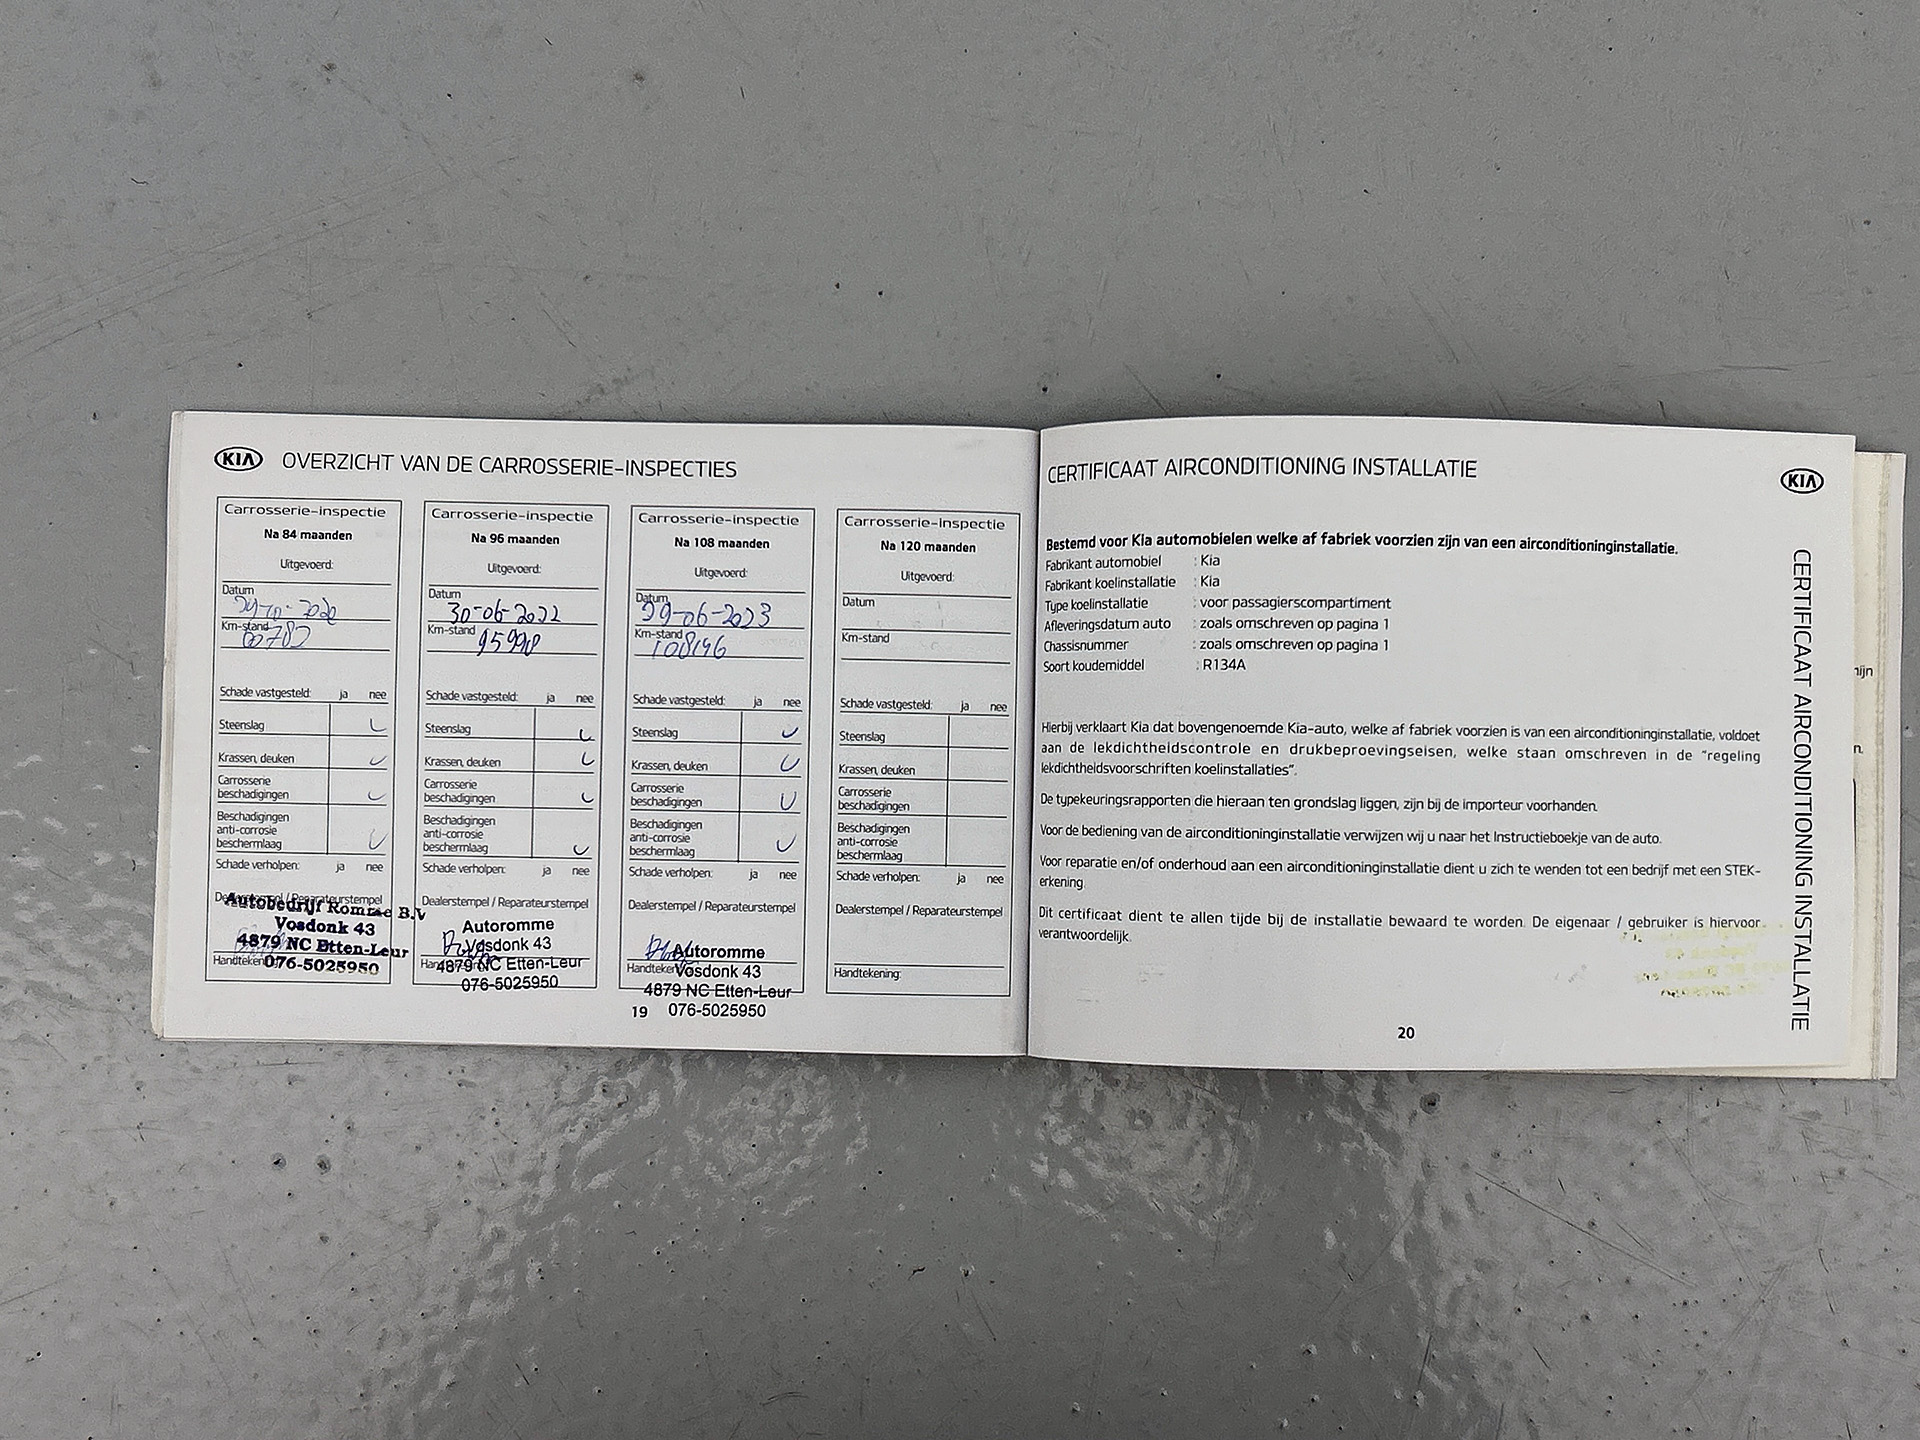 KIA OVERZICHT VAN DE CARROSSERIE-INSPECTIES
Carrosserie-inspectie
Na 84 maanden
Uitgevoerd:
Datum
Km-stand
Schade vastgesteld: ja nee
Steenslag
Krassen, deuken
Carrosserie
beschadigingen
Beschadigingen
anti-corrosie
beschermlaag
Schade verholpen: ja nee
Dealerstempel / Reparateurstempel
Autobedrijf Romme B.V
Vosdonk 43
4879 NC Etten-Leur
Handtekening:
076-5025950
Carrosserie-inspectie
Na 96 maanden
Uitgevoerd:
Datum
30-06-2022
Km-stand
95998
Schade vastgesteld: ja nee
Steenslag
Krassen, deuken
Carrosserie
beschadigingen
Beschadigingen
anti-corrosie
beschermlaag
Schade verholpen: ja nee
Dealerstempel / Reparateurstempel
Autoromme
Vosdonk 43
4879 NC Etten-Leur
076-5025950
Carrosserie-inspectie
Na 108 maanden
Uitgevoerd:
Datum
29-06-2023
Km-stand
108146
Schade vastgesteld: ja nee
Steenslag
Krassen, deuken
Carrosserie
beschadigingen
Beschadigingen
anti-corrosie
beschermlaag
Schade verholpen: ja nee
Dealerstempel / Reparateurstempel
Autoromme
Vosdonk 43
4879 NC Etten-Leur
076-5025950
Carrosserie-inspectie
Na 120 maanden
Uitgevoerd:
Datum
Km-stand
Schade vastgesteld: ja nee
Steenslag
Krassen, deuken
Carrosserie
beschadigingen
Beschadigingen
anti-corrosie
beschermlaag
Schade verholpen: ja nee
Dealerstempel / Reparateurstempel
Handtekening:
19
CERTIFICAAT AIRCONDITIONING INSTALLATIE
KIA
Bestemd voor Kia automobielen welke af fabriek voorzien zijn van een airconditioninginstallatie.
Fabrikant automobiel : Kia
Fabrikant koelinstallatie : Kia
Type koelinstallatie : voor passagierscompartiment
Afleveringsdatum auto : zoals omschreven op pagina 1
Chassisnummer : zoals omschreven op pagina 1
Soort koudemiddel : R134A
Hierbij verklaart Kia dat bovengenoemde Kia-auto, welke af fabriek voorzien is van een airconditioninginstallatie, voldoet
aan de lekdichtheidscontrole en drukbeproevingseisen, welke staan omschreven in de "regeling
lekdichtheidsvoorschriften koelinstallaties".
De typekeuringsrapporten die hieraan ten grondslag liggen, zijn bij de importeur voorhanden.
Voor de bediening van de airconditioninginstallatie verwijzen wij u naar het Instructieboekje van de auto.
Voor reparatie en/of onderhoud aan een airconditioninginstallatie dient u zich te wenden tot een bedrijf met een STEK-
erkening.
Dit certificaat dient te allen tijde bij de installatie bewaard te worden. De eigenaar / gebruiker is hiervoor
verantwoordelijk.
20
CERTIFICAAT AIRCONDITIONING INSTALLATIE